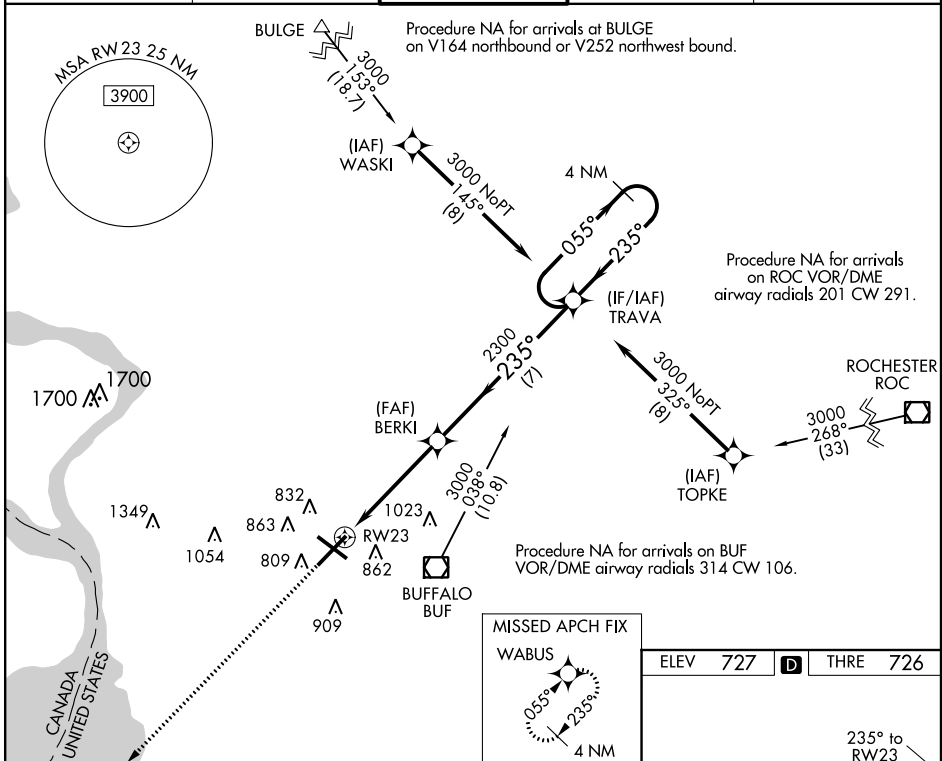 BULGE
Procedure NA for arrivals at BULGE
on V164 northbound or V252 northwest bound.
MSA RW23 25 NM
3900
3000
153°
(18.7)
(IAF)
WASKI
3000 NoPT
145°
(8)
4 NM
055°
235°
Procedure NA for arrivals
on ROC VOR/DME
airway radials 201 CW 291.
(IF/IAF)
TRAVA
2300
235°
(7)
3000 NoPT
325°
(8)
ROCHESTER
ROC
3000
268°
(33)
1700
1700
(FAF)
BERKI
(IAF)
TOPKE
3000
038°
(10.8)
832
1023
1349
863
1054
RW23
809
862
909
BUFFALO
BUF
Procedure NA for arrivals on BUF
VOR/DME airway radials 314 CW 106.
CANADA
UNITED STATES
MISSED APCH FIX
WABUS
055°
235°
4 NM
ELEV 727 D THRE 726
235° to
RW23